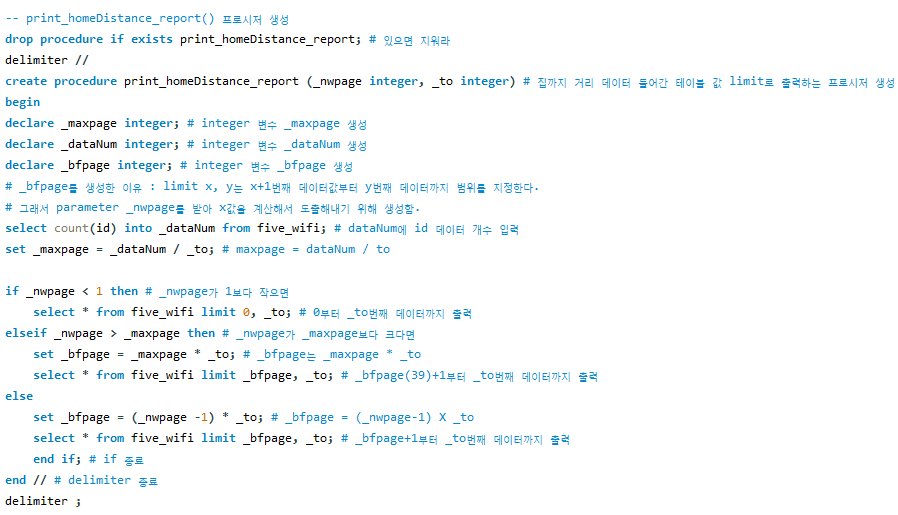 -- print_homeDistance_report() 프로시저 생성
drop procedure if exists print_homeDistance_report; # 있으면 지워라
delimiter //
create procedure print_homeDistance_report (_nwpage integer, _to integer) # 집까지 거리 데이터 들어간 테이블 값 limit로 출력하는 프로시저 생성
begin
declare _maxpage integer; # integer 변수 _maxpage 생성
declare _dataNum integer; # integer 변수 _dataNum 생성
declare _bfpage integer; # integer 변수 _bfpage 생성
# _bfpage를 생성한 이유 : limit x, y는 x+1번째 데이터값부터 y번째 데이터까지 범위를 지정한다.
# 그래서 parameter _nwpage를 받아 x값을 계산해서 도출해내기 위해 생성함.
select count(id) into _dataNum from five_wifi; # dataNum에 id 데이터 개수 입력
set _maxpage = _dataNum / _to; # maxpage = dataNum / to
if _nwpage < 1 then # _nwpage가 1보다 작으면
select * from five_wifi limit 0, _to; # 0부터 _to번째 데이터까지 출력
elseif _nwpage > _maxpage then # _nwpage가 _maxpage보다 크다면
set _bfpage = _maxpage * _to; # _bfpage는 _maxpage * _to
select * from five_wifi limit _bfpage, _to; # _bfpage(39)+1부터 _to번째 데이터까지 출력
else
set _bfpage = (_nwpage -1) * _to; # _bfpage = (_nwpage-1) X _to
select * from five_wifi limit _bfpage, _to; # _bfpage+1부터 _to번째 데이터까지 출력
end if; # if 종료
end // # delimiter 종료
delimiter ;